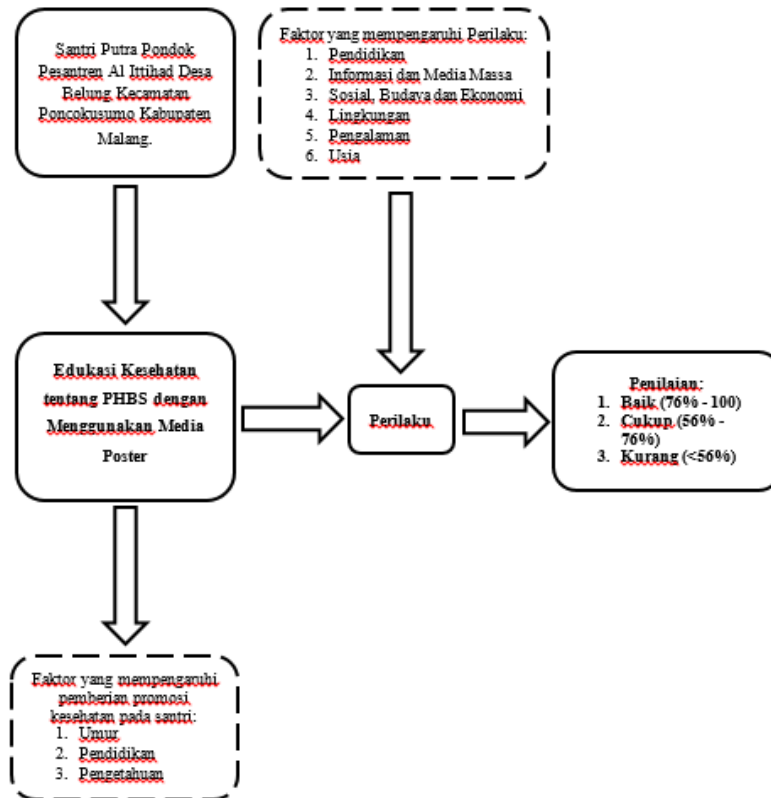 Santri Putra Pondok
Pesantren Al Ittihad Desa
Belung Kecamatan
Poncokusumo Kabupaten
Malang.
Faktor yang mempengaruhi Perilaku:
1. Pendidikan
2. Informasi dan Media Massa
3. Sosial, Budaya dan Ekonomi
4. Lingkungan
5. Pengalaman
6. Usia
Edukasi Kesehatan
tentang PHBS dengan
Menggunakan Media
Poster
Perilaku
Penilaian:
1. Baik (76% - 100)
2. Cukup (56% -
76%)
3. Kurang (<56%)
Faktor yang mempengaruhi
pemberian promosi
kesehatan pada santri:
1. Umur
2. Pendidikan
3. Pengetahuan